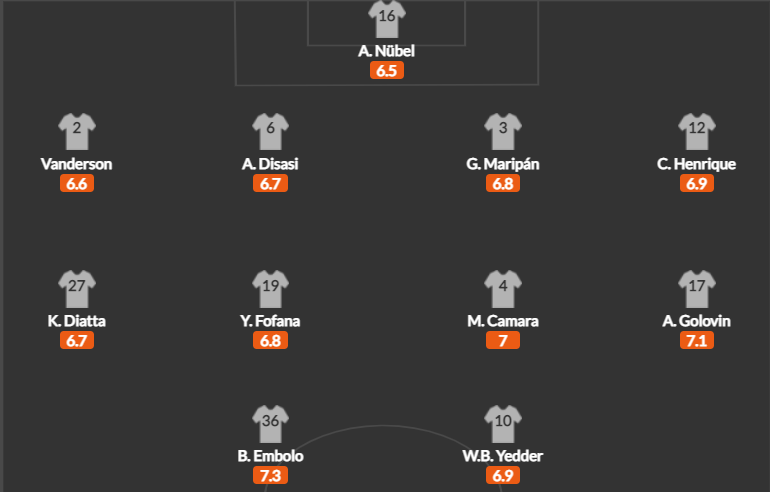 16
A. Nübel
6.5
2 6 3 12
Vanderson A. Disasi G. Maripán C. Henrique
6.6 6.7 6.8 6.9
27 19 4 17
K. Diatta Y. Fofana M. Camara A. Golovin
6.7 6.8 7 7.1
36 10
B. Embolo W.B. Yedder
7.3 6.9